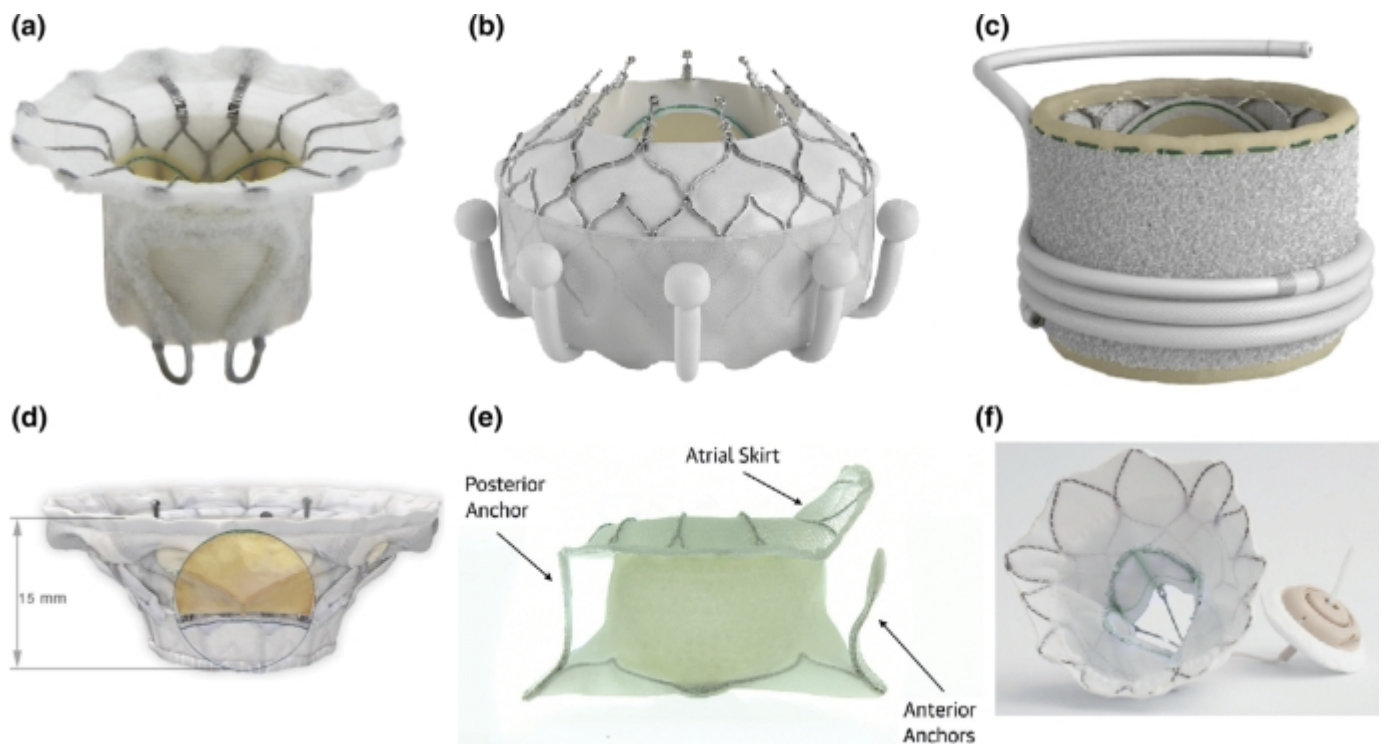 (a)
(b)
(c)
(d)
15 mm
(e)
Posterior
Anchor
Atrial Skirt
Anterior
Anchors
(f)